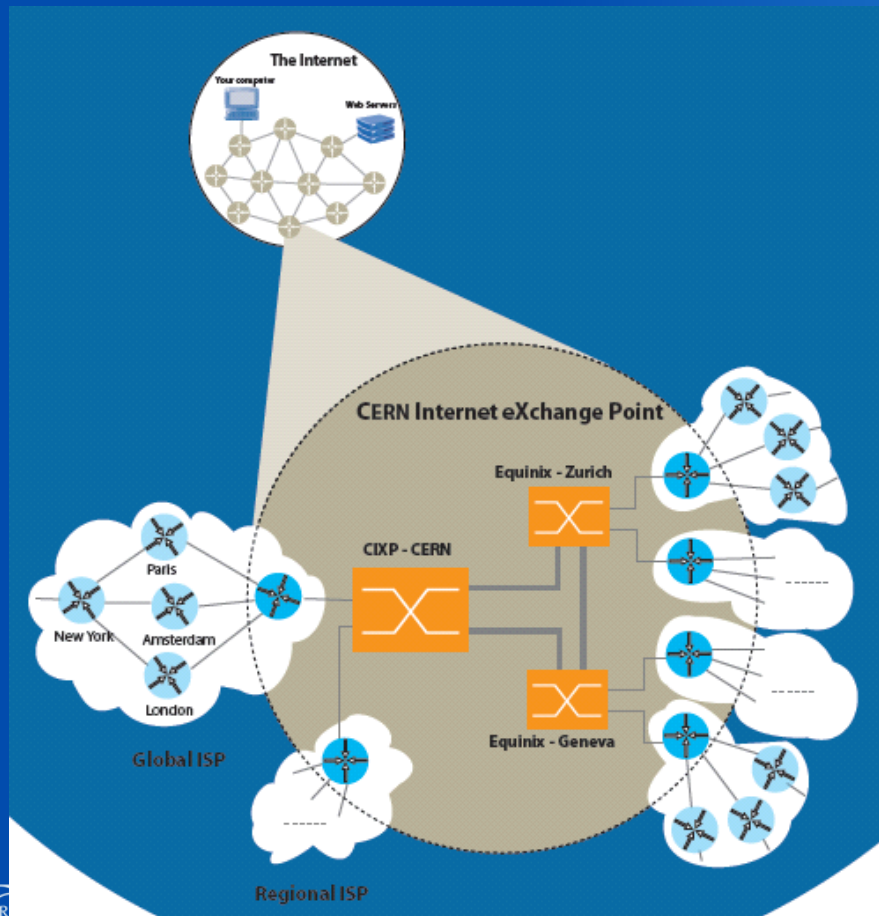 The Internet
Your computer
Web Servers
CERN Internet eXchange Point
Equinix - Zurich
CIXP - CERN
Paris
New York
Amsterdam
London
Equinix - Geneva
Global ISP
Regional ISP